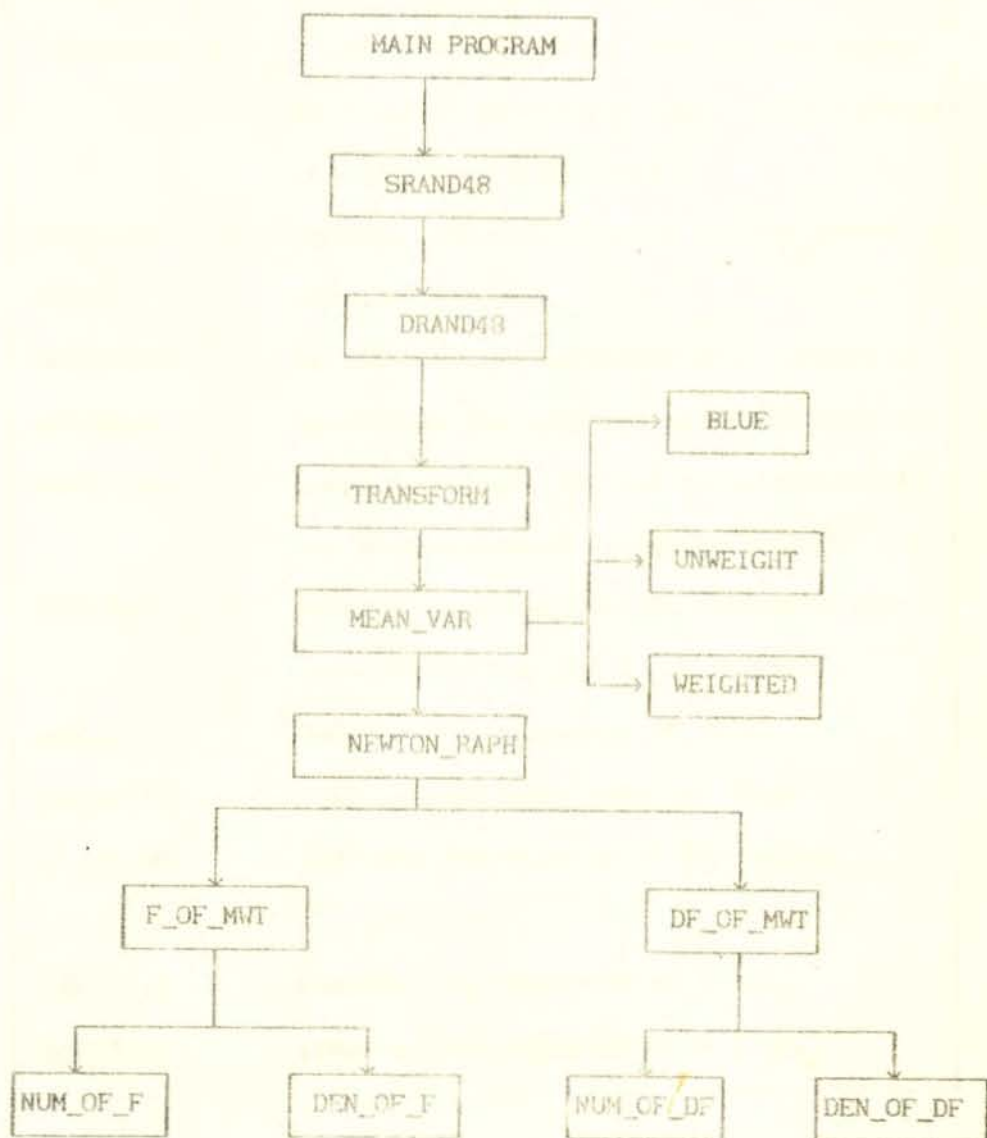 MAIN PROGRAM
SRAND48
DRAND48
TRANSFORM
BLUE
UNWEIGHT
MEAN_VAR
WEIGHTED
NEWTON_RAPH
F_OF_MWT
DF_OF_MWT
NUM_OF_F
DEN_OF_F
NUM_OF_DF
DEN_OF_DF